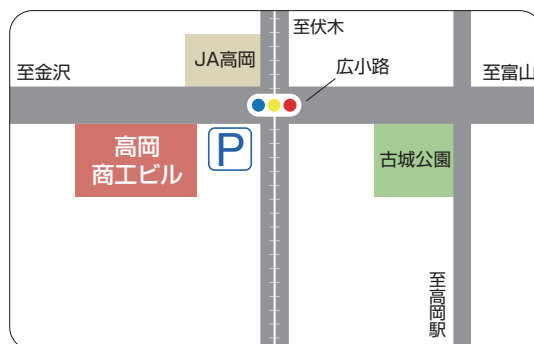 至伏木
JA高岡
至金沢
広小路
至富山
高岡
商工ビル
P
古城公園
至高岡駅